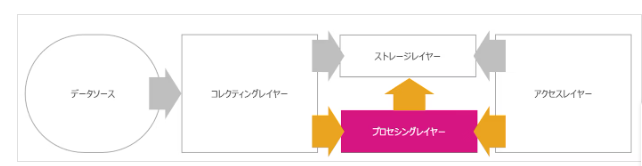 データソース
コレクティングレイヤー
ストレージレイヤー
プロセシングレイヤー
アクセスレイヤー